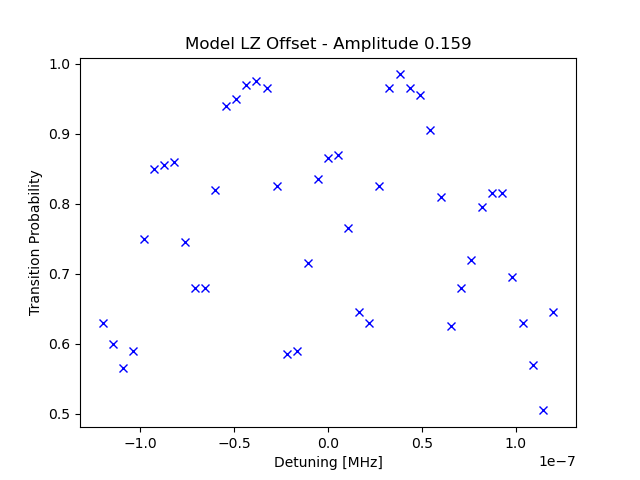 Model LZ Offset - Amplitude 0.159
1.0
0.9
0.8
0.7
0.6
0.5
Transition Probability
−1.0 −0.5 0.0 0.5 1.0
Detuning [MHz]
1e−7